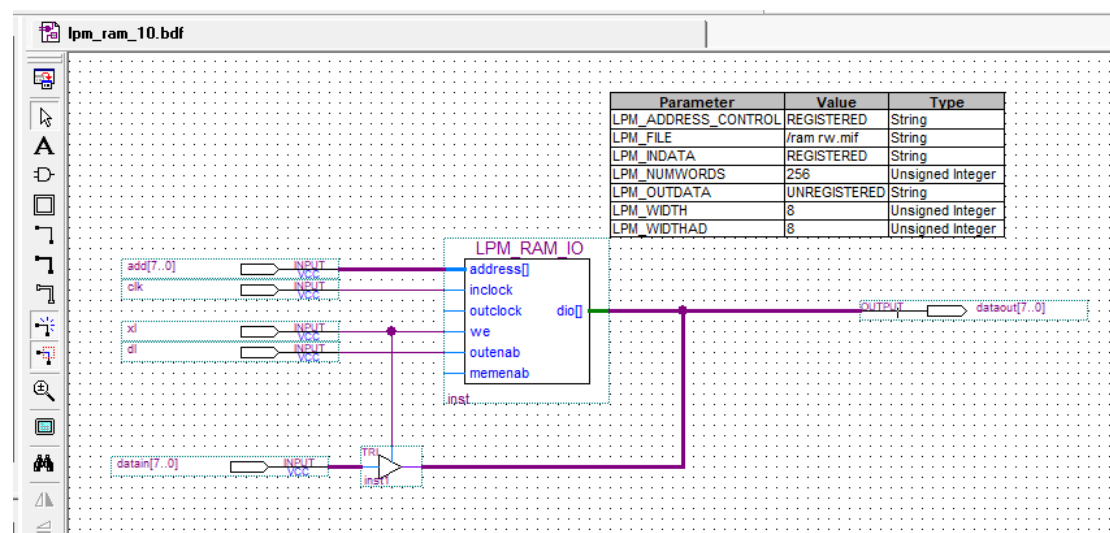 lpm_ram_10.bdf
Parameter Value Type
LPM_ADDRESS_CONTROL REGISTERED String
LPM_FILE /ram rw.mif String
LPM_INDATA REGISTERED String
LPM_NUMWORDS 256 Unsigned Integer
LPM_OUTDATA UNREGISTERED String
LPM_WIDTH 8 Unsigned Integer
LPM_WIDTHAD 8 Unsigned Integer
LPM_RAM_IO
add[7..0] INPUT
VCC
address[]
clk INPUT
VCC
inclock
outclock dio[]
OUTPUT dataout[7..0]
xl INPUT
VCC
we
dl INPUT
VCC
outenab
memenab
inst
TRI
datain[7..0] INPUT
VCC
inst1